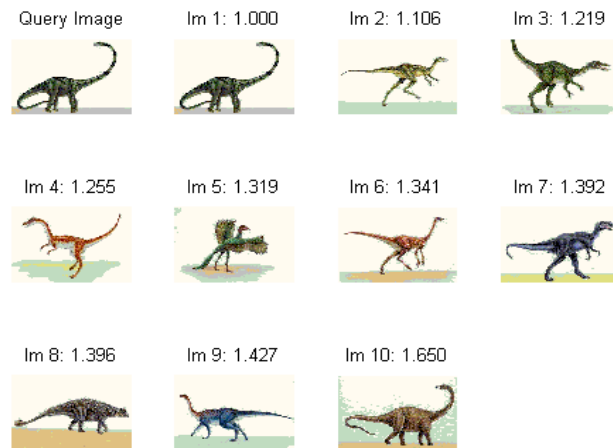 Query Image
Im 1: 1.000
Im 2: 1.106
Im 3: 1.219
Im 4: 1.255
Im 5: 1.319
Im 6: 1.341
Im 7: 1.392
Im 8: 1.396
Im 9: 1.427
Im 10: 1.650